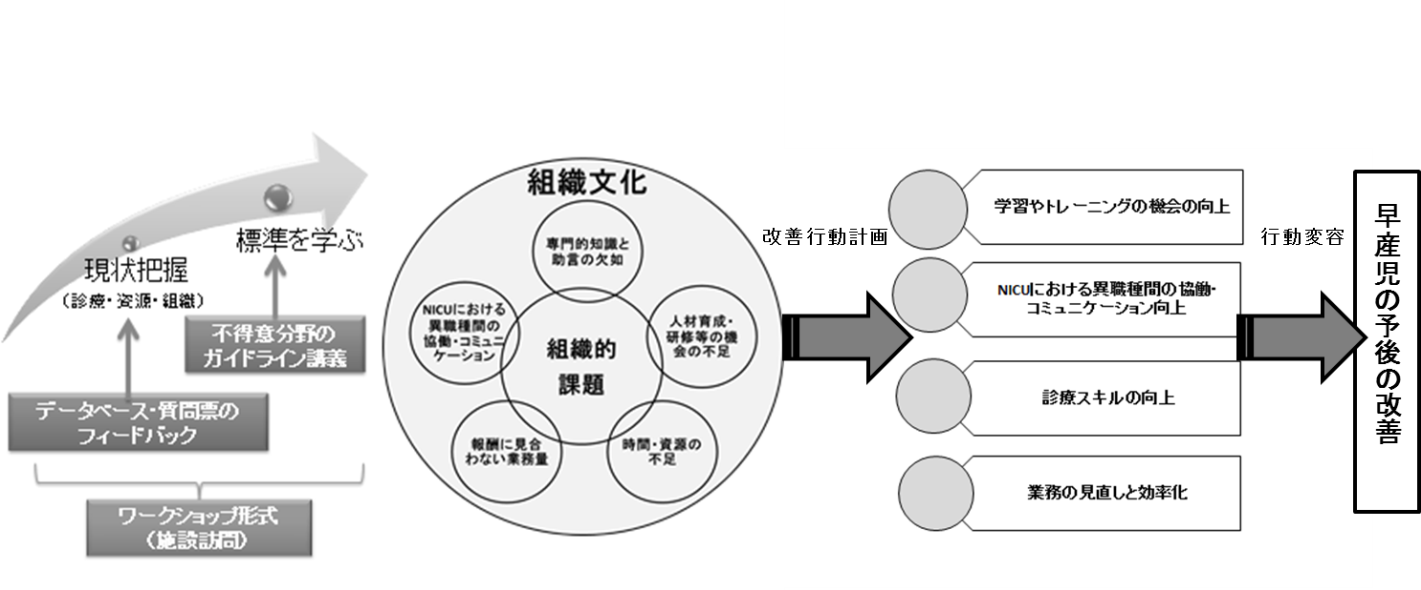 標準を学ぶ
現状把握
（診療・資源・組織）
不得意分野の
ガイドライン講義
データベース・質問票の
フィードバック
ワークショップ形式
（施設訪問）
組織文化
専門的知識と
助言の欠如
NICUにおける
異職種間の
協働・コミュニ
ケーション
人材育成・
研修等の機
会の不足
組織的
課題
報酬に見合
わない業務量
時間・資源の
不足
改善行動計画
学習やトレーニングの機会の向上
NICUにおける異職種間の協働・
コミュニケーション向上
診療スキルの向上
業務の見直しと効率化
行動変容
早産児の予後の改善